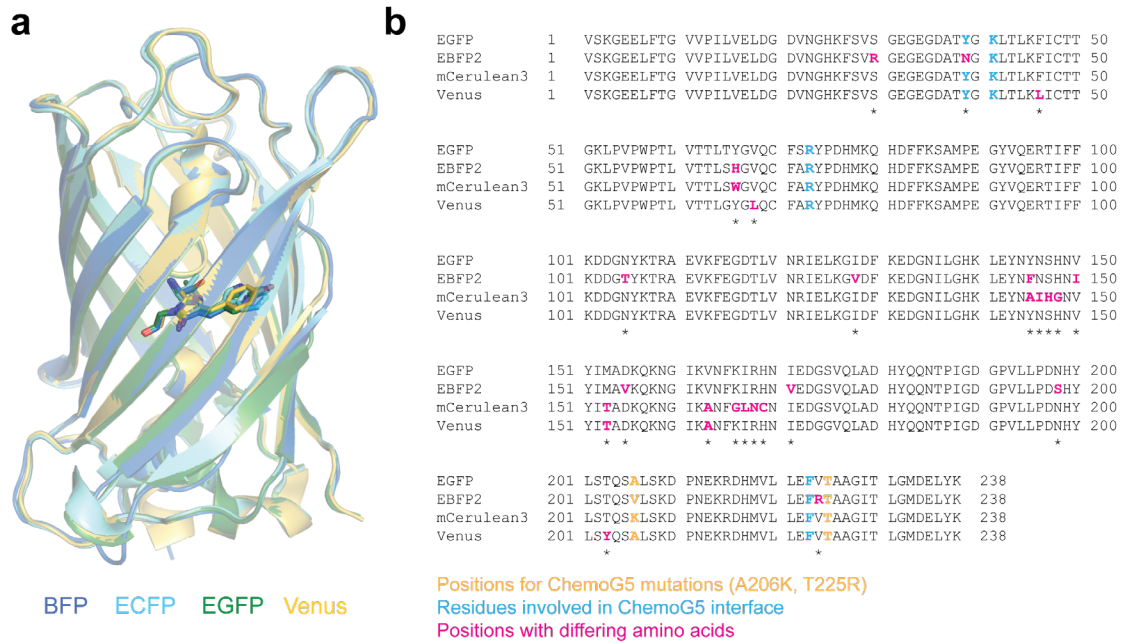 a
BFP ECFP EGFP Venus
b
EGFP 1 VSKGEELFTG VVPILVELDG DVNGHKFSVS GEGEGDATYG KLTLKFICTT 50
EBFP2 1 VSKGEELFTG VVPILVELDG DVNGHKFSVR GEGEGDATNG KLTLKFICTT 50
mCerulean3 1 VSKGEELFTG VVPILVELDG DVNGHKFSVS GEGEGDATYG KLTLKFICTT 50
Venus 1 VSKGEELFTG VVPILVELDG DVNGHKFSVS GEGEGDATYG KLTLKLICTT 50
* * *
EGFP 51 GKLPVPWPTL VTTLTYGVQC FSRYPDHMKQ HDFFKSAMPE GYVQERTIFF 100
EBFP2 51 GKLPVPWPTL VTTLSHGVQC FARYPDHMKQ HDFFKSAMPE GYVQERTIFF 100
mCerulean3 51 GKLPVPWPTL VTTLSWGVQC FARYPDHMKQ HDFFKSAMPE GYVQERTIFF 100
Venus 51 GKLPVPWPTL VTTLGYGLQC FARYPDHMKQ HDFFKSAMPE GYVQERTIFF 100
* *
EGFP 101 KDDGNYKTRA EVKFEGDTLV NRIELKGIDF KEDGNILGHK LEYNYNSHNV 150
EBFP2 101 KDDGTYKTRA EVKFEGDTLV NRIELKGVDF KEDGNILGHK LEYNFNSHNI 150
mCerulean3 101 KDDGNYKTRA EVKFEGDTLV NRIELKGIDF KEDGNILGHK LEYNAIHGNV 150
Venus 101 KDDGNYKTRA EVKFEGDTLV NRIELKGIDF KEDGNILGHK LEYNYNSHNV 150
* * **** *
EGFP 151 YIMADKQKNG IKVNFKIRHN IEDGSVQLAD HYQQNTPIGD GPVLLPDNHY 200
EBFP2 151 YIMAVKQKNG IKVNFKIRHN VEDGSVQLAD HYQQNTPIGD GPVLLPDSHY 200
mCerulean3 151 YITADKQKNG IKANFGLNCN IEDGSVQLAD HYQQNTPIGD GPVLLPDNHY 200
Venus 151 YITADKQKNG IKANFKIRHN IEDGGVQLAD HYQQNTPIGD GPVLLPDNHY 200
* * * **** * *
EGFP 201 LSTQSALSKD PNEKRDHMVL LEFVTAAGIT LGMDELYK 238
EBFP2 201 LSTQSVLSKD PNEKRDHMVL LEFRTAAGIT LGMDELYK 238
mCerulean3 201 LSTQSKLSKD PNEKRDHMVL LEFVTAAGIT LGMDELYK 238
Venus 201 LSYQSALSKD PNEKRDHMVL LEFVTAAGIT LGMDELYK 238
* *
Positions for ChemoG5 mutations (A206K, T225R)
Residues involved in ChemoG5 interface
Positions with differing amino acids